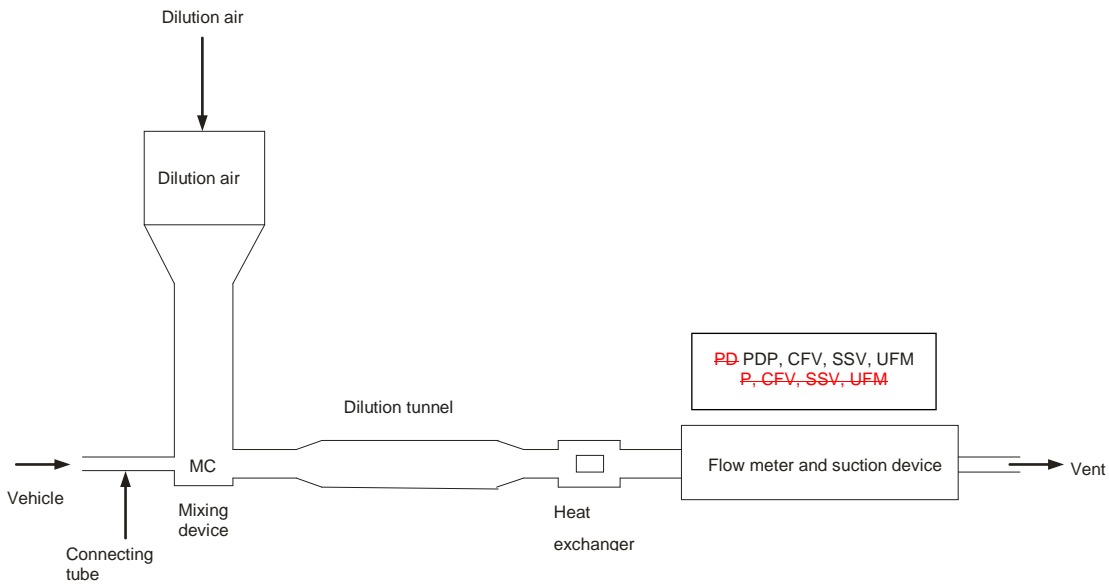 Dilution air
Dilution air
PD PDP, CFV, SSV, UFM
P, CFV, SSV, UFM
Dilution tunnel
MC
Flow meter and suction device
Vent
Vehicle
Mixing
device
Heat
exchanger
Connecting
tube